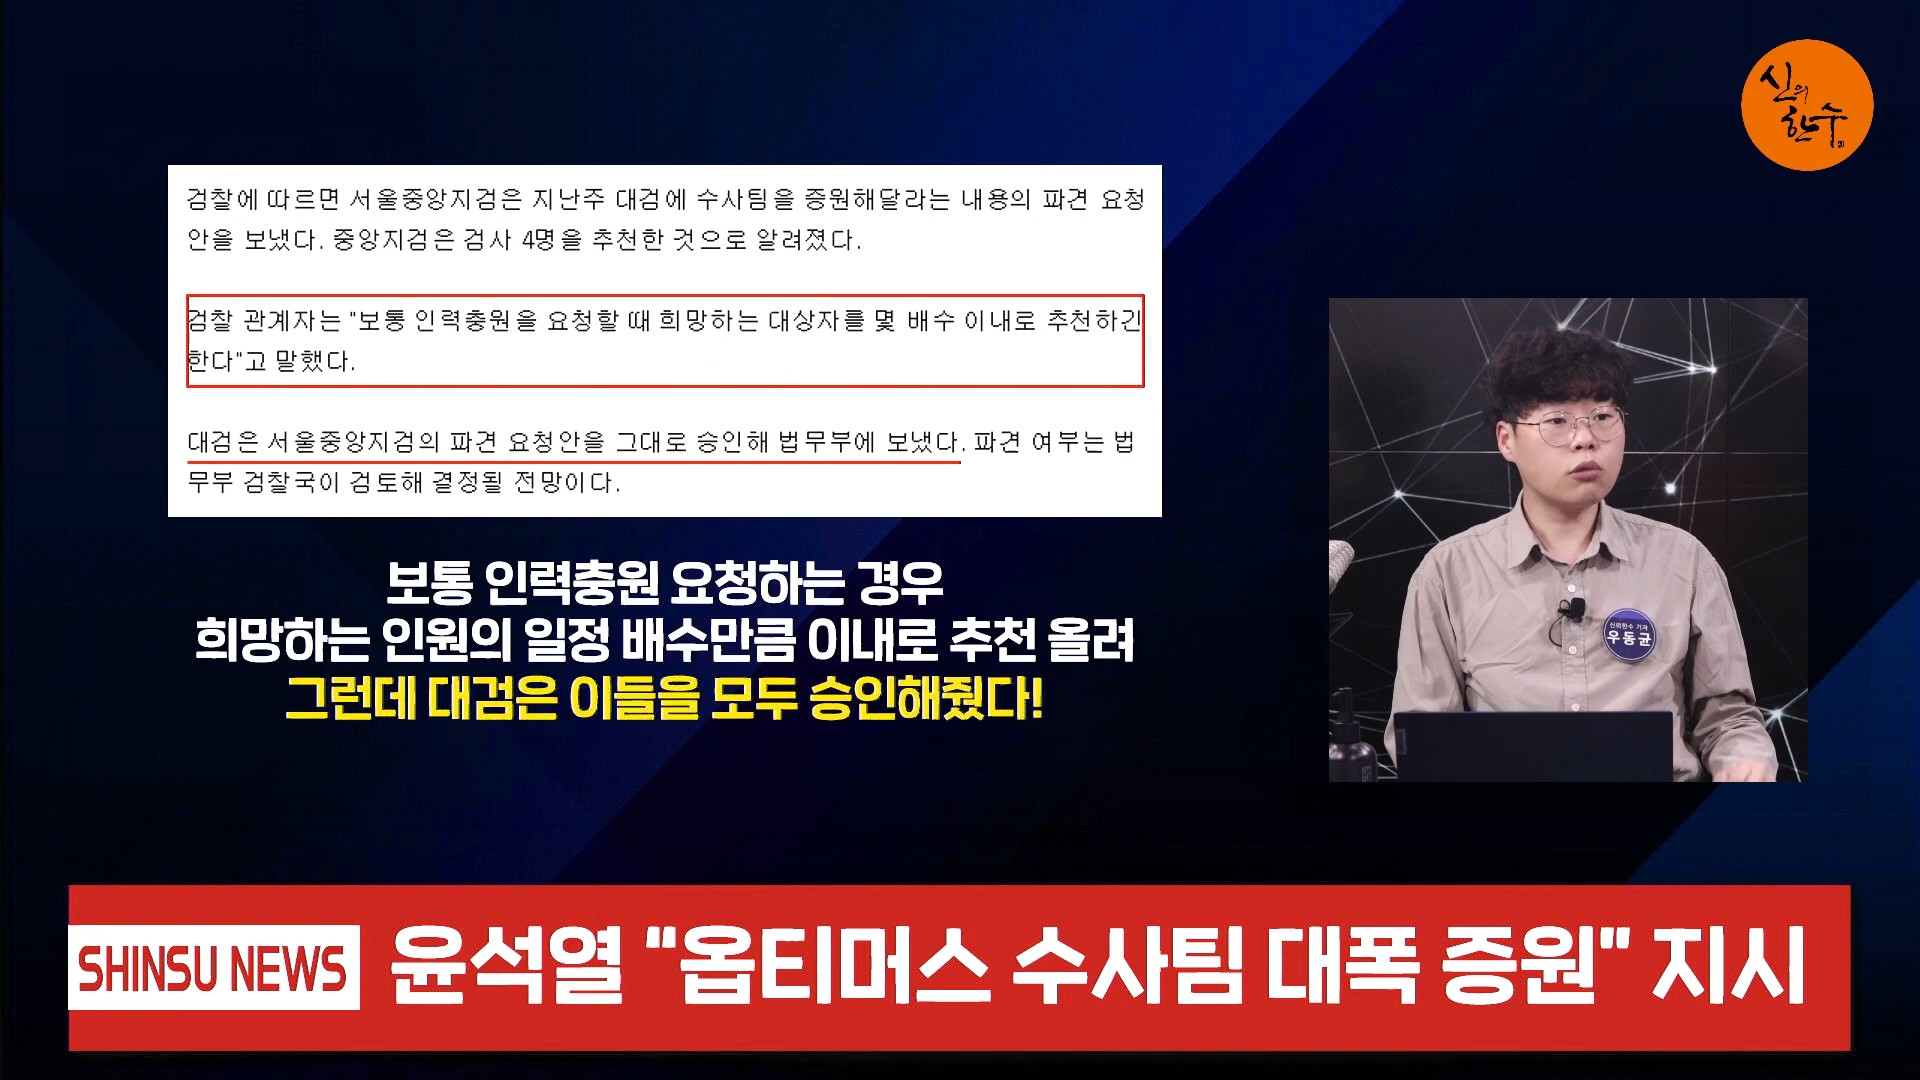 신의
한수
검찰에 따르면 서울중앙지검은 지난주 대검에 수사팀을 증원해달라는 내용의 파견 요청
안을 보냈다. 중앙지검은 검사 4명을 추천한 것으로 알려졌다.
검찰 관계자는 "보통 인력충원을 요청할 때 희망하는 대상자를 몇 배수 이내로 추천하긴
한다"고 말했다.
대검은 서울중앙지검의 파견 요청안을 그대로 승인해 법무부에 보냈다. 파견 여부는 법
무부 검찰국이 검토해 결정될 전망이다.
보통 인력충원 요청하는 경우
희망하는 인원의 일정 배수만큼 이내로 추천 올려
그런데 대검은 이들을 모두 승인해줬다!
신의한수 기자
우동균
SHINSU NEWS 윤석열 "옵티머스 수사팀 대폭 증원" 지시